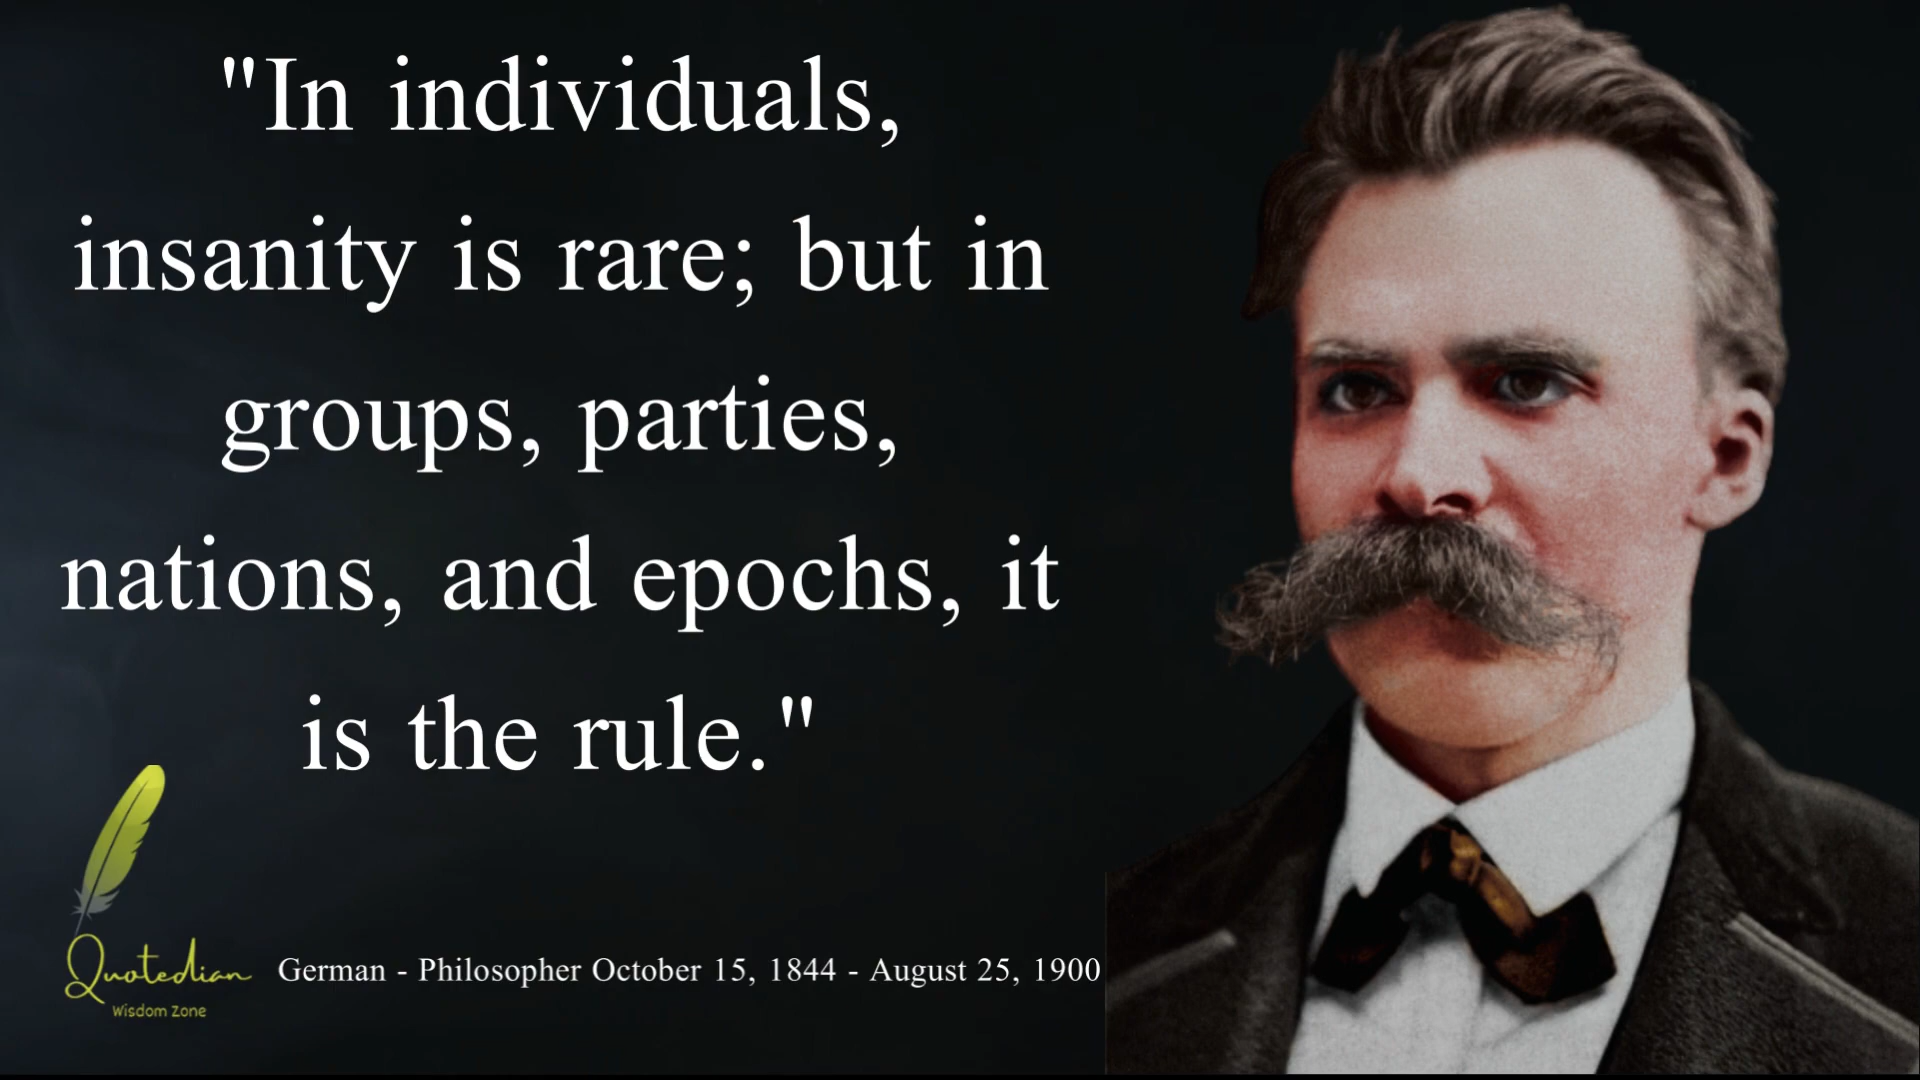 "In individuals,
insanity is rare; but in
groups, parties,
nations, and epochs, it
is the rule."
Quotedian
Wisdom Zone
German - Philosopher October 15, 1844 - August 25, 1900